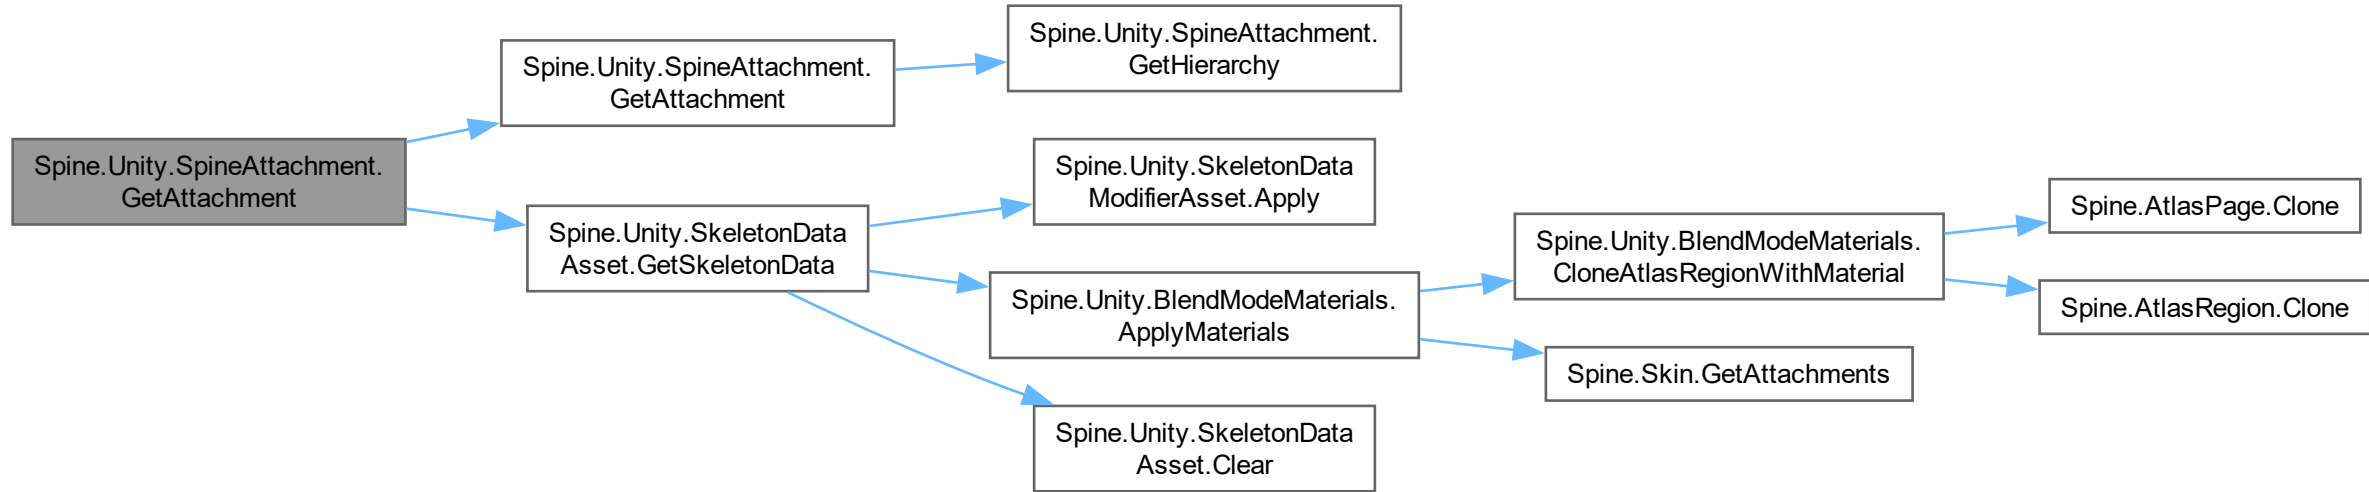 Spine.Unity.SpineAttachment.
GetAttachment
Spine.Unity.SpineAttachment.
GetAttachment
Spine.Unity.SpineAttachment.
GetHierarchy
Spine.Unity.SkeletonData
Asset.GetSkeletonData
Spine.Unity.SkeletonData
ModifierAsset.Apply
Spine.Unity.BlendModeMaterials.
ApplyMaterials
Spine.Unity.BlendModeMaterials.
CloneAtlasRegionWithMaterial
Spine.AtlasPage.Clone
Spine.AtlasRegion.Clone
Spine.Skin.GetAttachments
Spine.Unity.SkeletonData
Asset.Clear